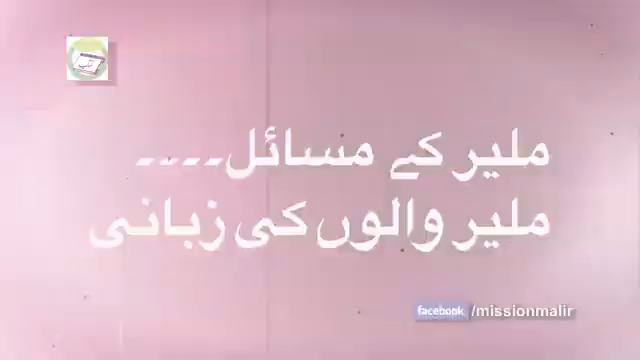 ملیر کے مسائل۔۔۔۔
ملیر والوں کی زبانی
facebook /missionmalir